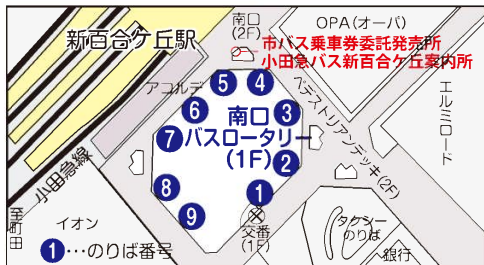 南口
(2F)
OPA(オーパ)
新百合ケ丘駅
市バス乗車券委託発売所
小田急バス新百合ケ丘案内所
アコルデ
5
4
6
3
7
南口
バスロータリー
(1F)
2
8
1
9
ペデストリアンデッキ(2F)
エルミロード
小田急線
至町田
イオン
交番
(1F)
タクシー
のりば
銀行
1…のりば番号